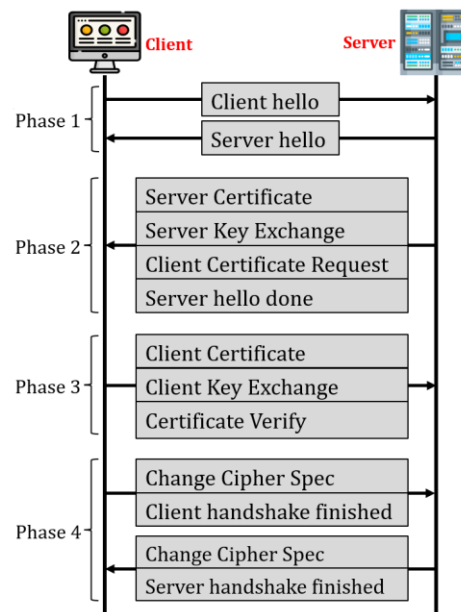 Client
Server
Phase 1
Client hello
Server hello
Phase 2
Server Certificate
Server Key Exchange
Client Certificate Request
Server hello done
Phase 3
Client Certificate
Client Key Exchange
Certificate Verify
Phase 4
Change Cipher Spec
Client handshake finished
Change Cipher Spec
Server handshake finished